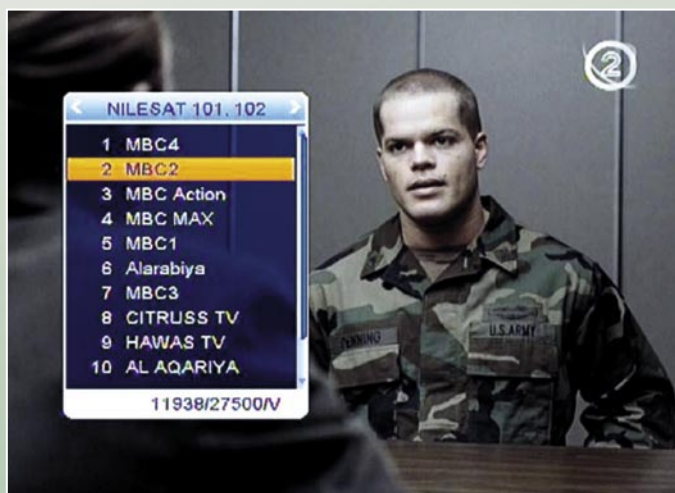 2
NILESAT 101, 102
1 MBC4
2 MBC2
3 MBC Action
4 MBC MAX
5 MBC1
6 Alarabiya
7 MBC3
8 CITRUSS TV
9 HAWAS TV
10 AL AQARIYA
11938/27500/V
U.S. ARMY